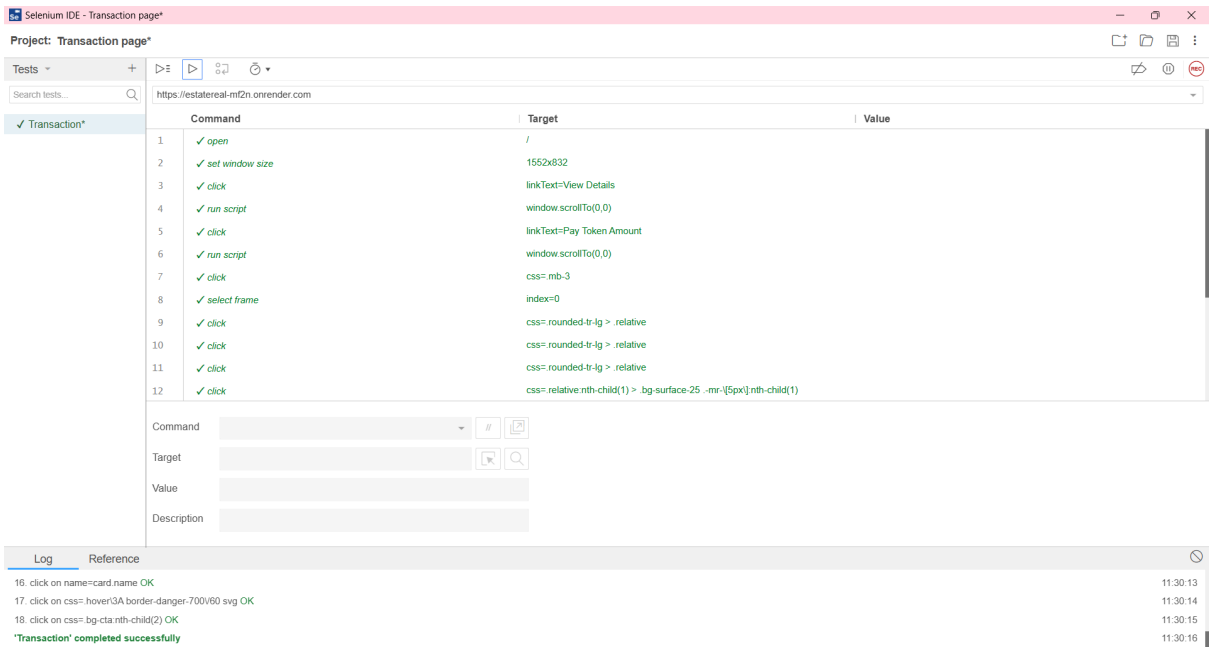 Selenium IDE - Transaction page*
Project: Transaction page*
Tests
Search tests...
https://estatereal-mf2n.onrender.com
REC
✓ Transaction*
Command Target Value
1 ✓ open /
2 ✓ set window size 1552x832
3 ✓ click linkText=View Details
4 ✓ run script window.scrollTo(0,0)
5 ✓ click linkText=Pay Token Amount
6 ✓ run script window.scrollTo(0,0)
7 ✓ click css=.mb-3
8 ✓ select frame index=0
9 ✓ click css=.rounded-tr-lg > .relative
10 ✓ click css=.rounded-tr-lg > .relative
11 ✓ click css=.rounded-tr-lg > .relative
12 ✓ click css=.relative:nth-child(1) > .bg-surface-25 .-mr-\[5px\]:nth-child(1)
Command //
Target
Value
Description
Log Reference
16. click on name=card.name OK 11:30:13
17. click on css=.hover\3A border-danger-700\/60 svg OK 11:30:14
18. click on css=.bg-cta:nth-child(2) OK 11:30:15
'Transaction' completed successfully 11:30:16